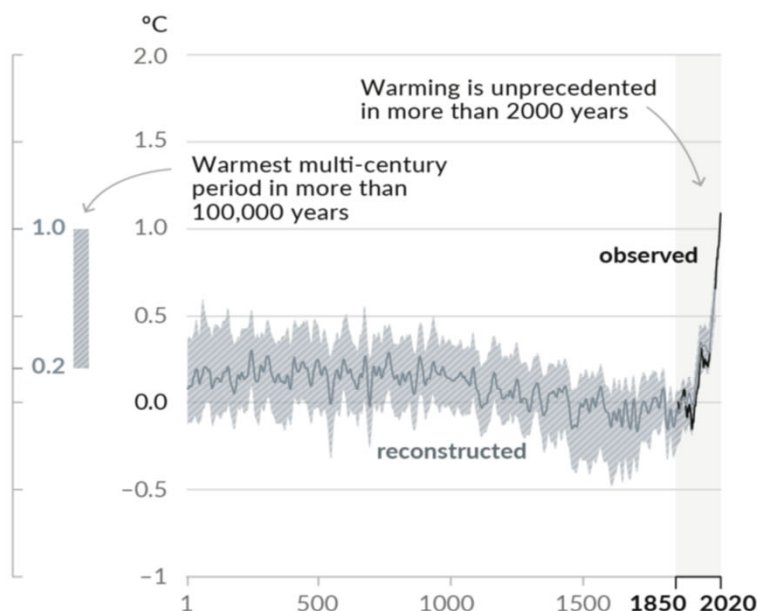 °C
2.0
Warming is unprecedented
in more than 2000 years
1.5
Warmest multi-century
period in more than
100,000 years
1.0
1.0
observed
0.5
0.2
0.0
reconstructed
−0.5
−1
1 500 1000 1500 1850 2020